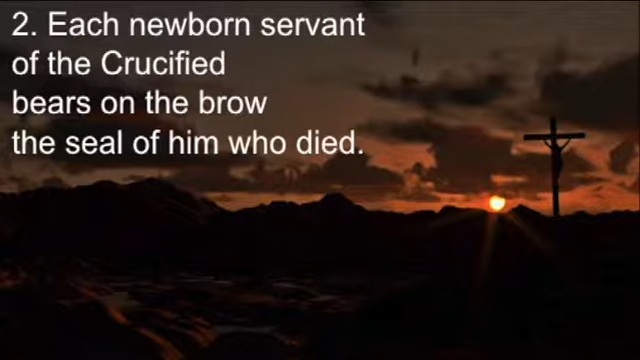 2. Each newborn servant
of the Crucified
bears on the brow
the seal of him who died.